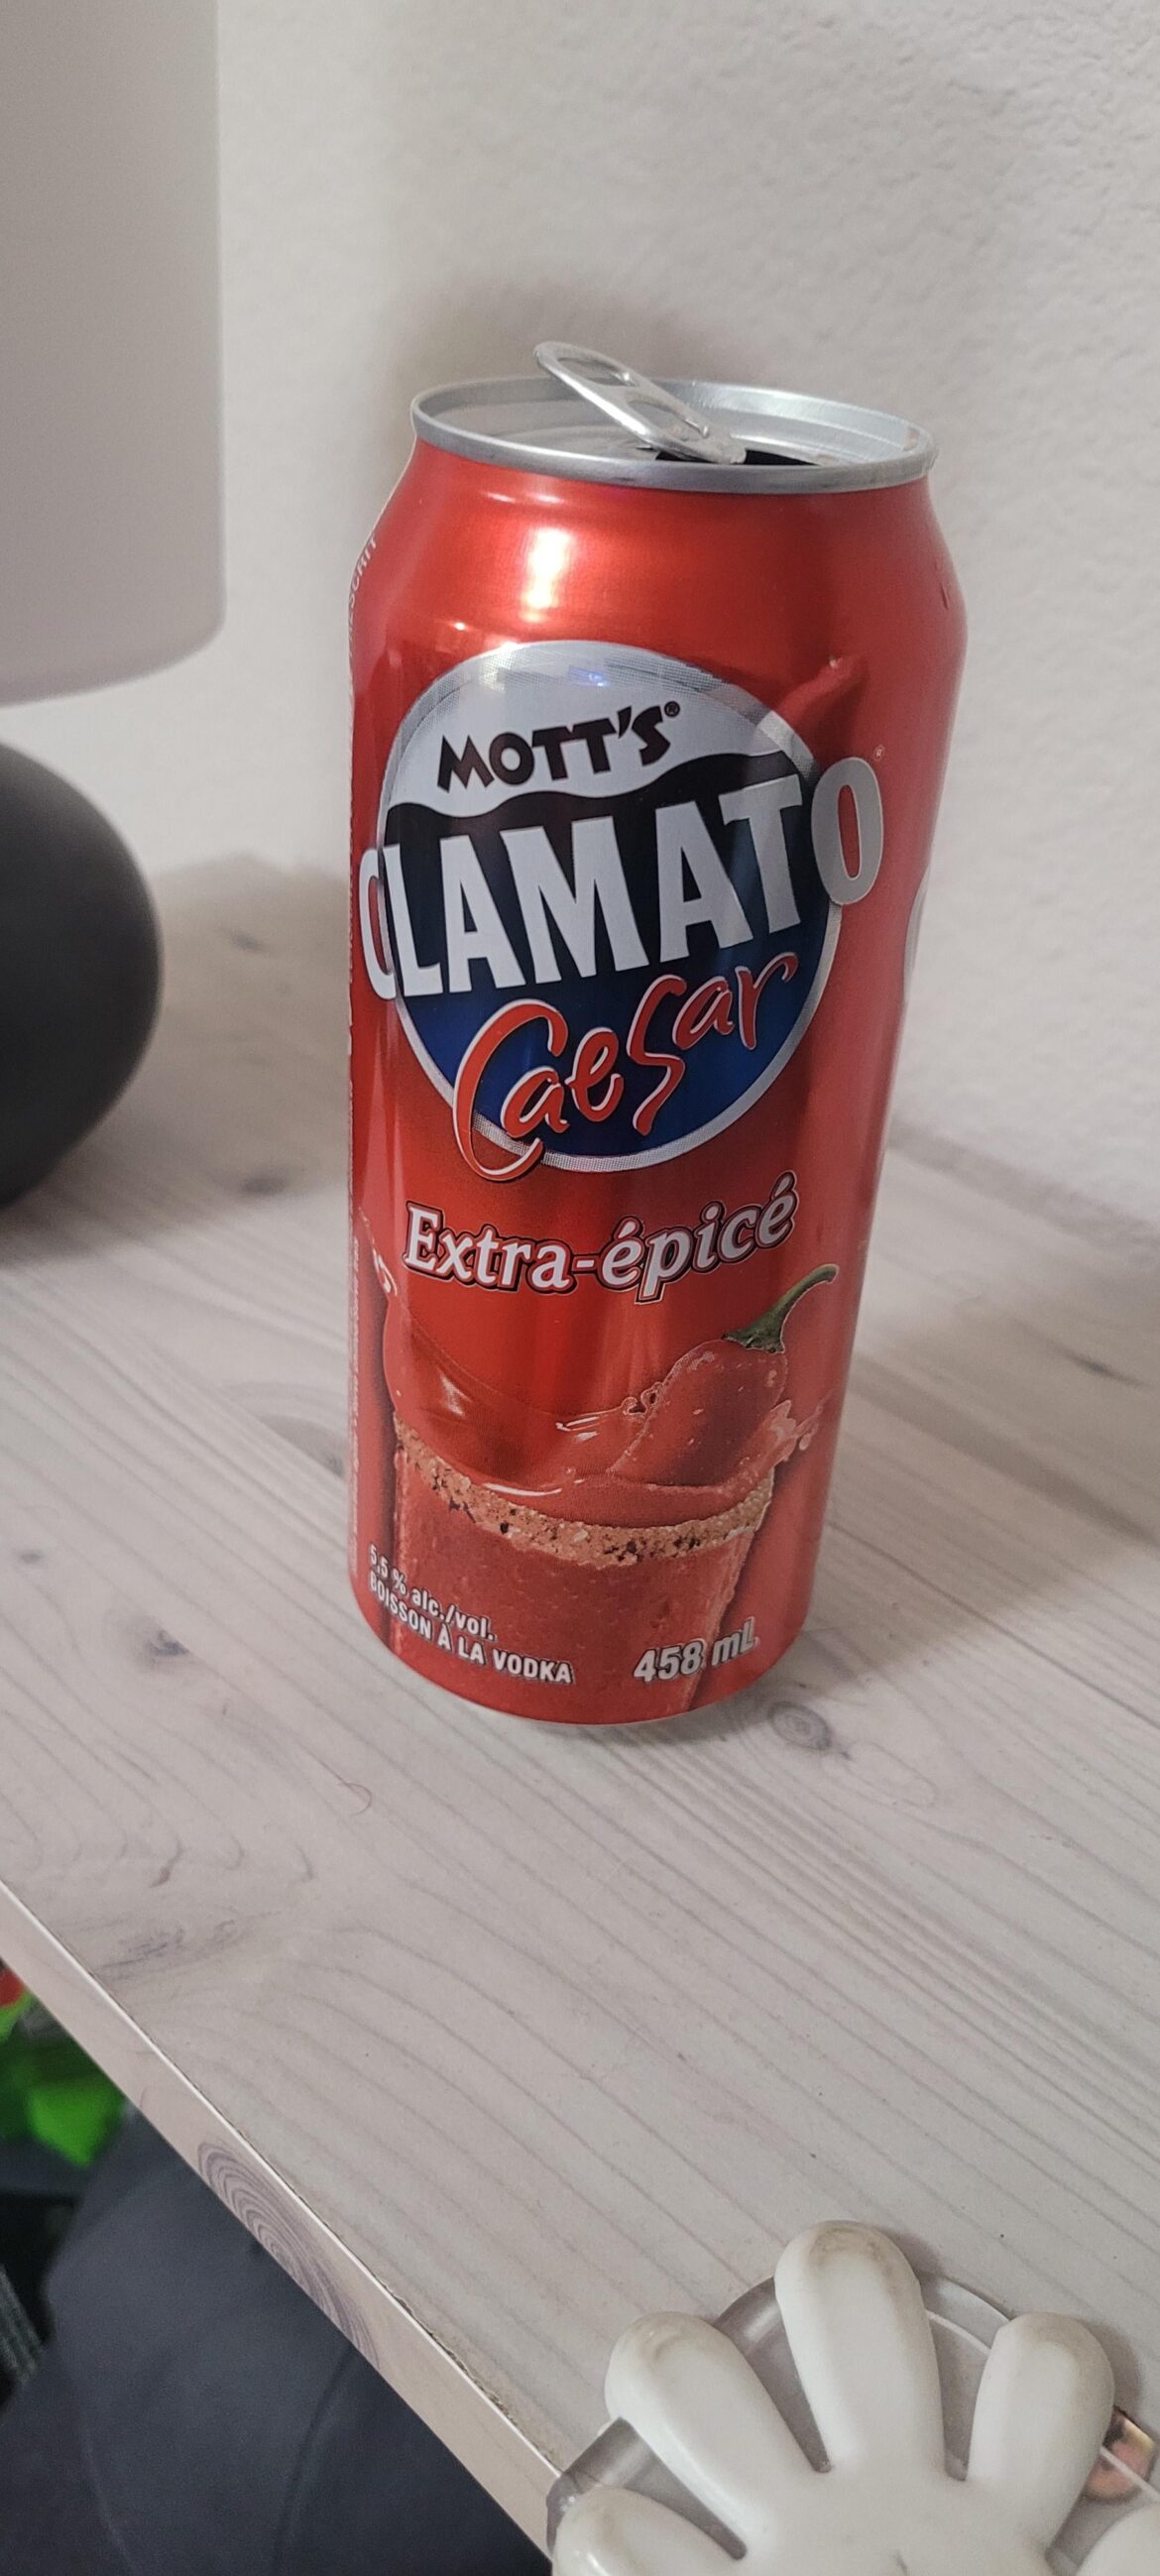 MOTT'S®
CLAMATO®
Caesar
Extra-épicé
5.5 % alc./vol.
BOISSON À LA VODKA
458 mL